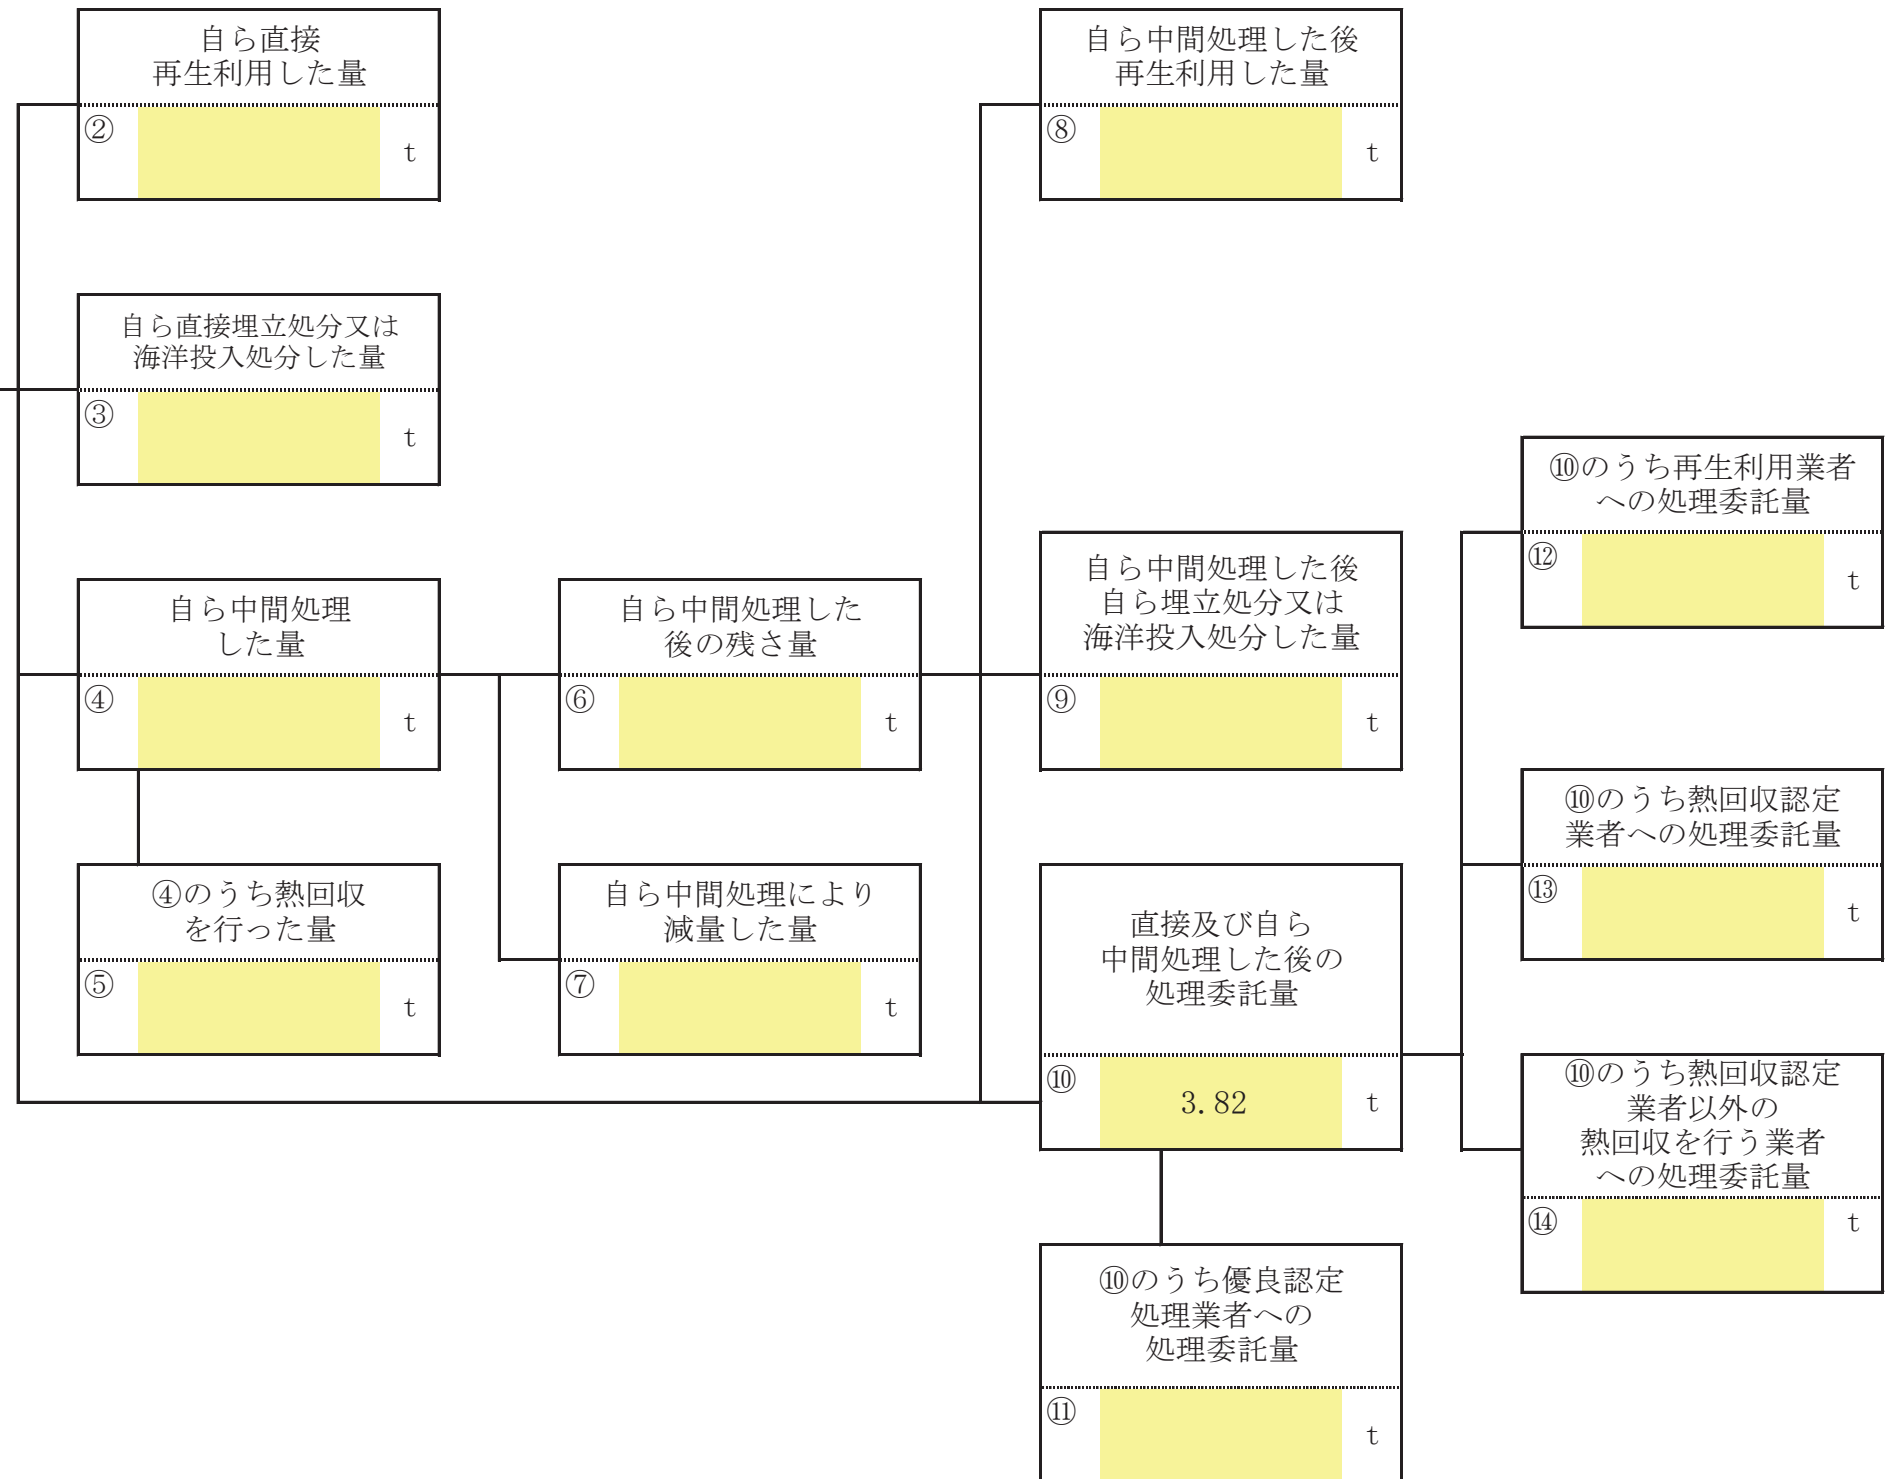 自ら直接
再生利用した量
②
t
自ら中間処理した後
再生利用した量
⑧
t
自ら直接埋立処分又は
海洋投入処分した量
③
t
⑩のうち再生利用業者
への処理委託量
⑫
t
自ら中間処理
した量
④
t
自ら中間処理した
後の残さ量
⑥
t
自ら中間処理した後
自ら埋立処分又は
海洋投入処分した量
⑨
t
⑩のうち熱回収認定
業者への処理委託量
⑬
t
④のうち熱回収
を行った量
⑤
t
自ら中間処理により
減量した量
⑦
t
直接及び自ら
中間処理した後の
処理委託量
⑩
3.82
t
⑩のうち熱回収認定
業者以外の
熱回収を行う業者
への処理委託量
⑭
t
⑩のうち優良認定
処理業者への
処理委託量
⑪
t